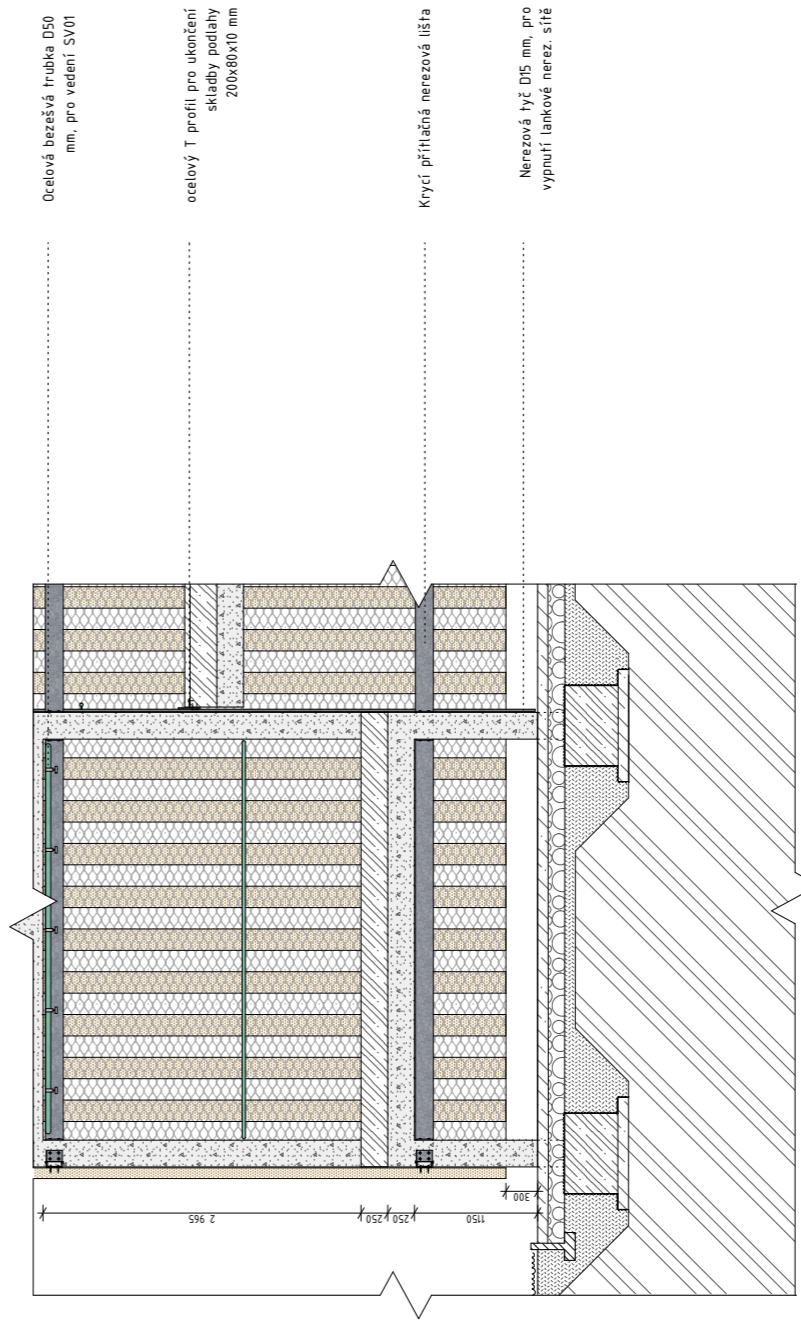 Ocelová bezešvá trubka D50
mm, pro vedení SV01
ocelový T profil pro ukončení
skladby podlahy
200x80x10 mm
Krycí přítlačná nerezová lišta
Nerezová tyč D15 mm, pro
vypnutí lankové nerez. sítě
2 965
250
250
1150
300